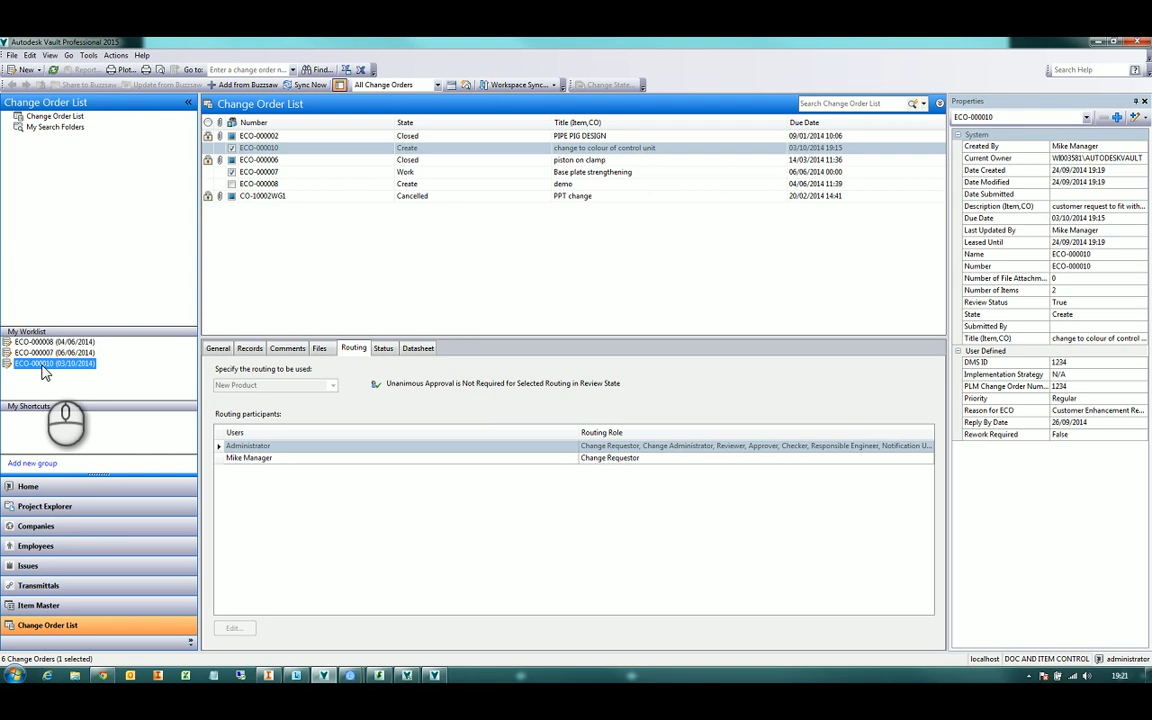 Autodesk Vault Professional 2015
File Edit View Go Tools Actions Help
New Report... Plot... Go to: Enter a change order n... Find... Search Help
Share to Buzzsaw Update from Buzzsaw Add from Buzzsaw Sync Now All Change Orders Workspace Sync... Change State...
Change Order List
Change Order List
My Search Folders
My Worklist
ECO-000008 (04/06/2014)
ECO-000007 (06/06/2014)
ECO-000010 (03/10/2014)
My Shortcuts
Add new group
Home
Project Explorer
Companies
Employees
Issues
Transmittals
Item Master
Change Order List
Change Order List Search Change Order List
Number State Title (Item,CO) Due Date
ECO-000002 Closed PIPE PIG DESIGN 09/01/2014 10:06
ECO-000010 Create change to colour of control unit 03/10/2014 19:15
ECO-000006 Closed piston on clamp 14/03/2014 11:36
ECO-000007 Work Base plate strengthening 06/06/2014 00:00
ECO-000008 Create demo 04/06/2014 11:39
CO-10002WG1 Cancelled PPT change 20/02/2014 14:41
General Records Comments Files Routing Status Datasheet
Specify the routing to be used:
New Product Unanimous Approval is Not Required for Selected Routing in Review State
Routing participants:
Users Routing Role
Administrator Change Requestor, Change Administrator, Reviewer, Approver, Checker, Responsible Engineer, Notification U...
Mike Manager Change Requestor
Edit...
Properties
ECO-000010
System
Created By Mike Manager
Current Owner WI003581\AUTODESKVAULT
Date Created 24/09/2014 19:19
Date Modified 24/09/2014 19:19
Date Submitted
Description (Item,CO) customer request to fit with...
Due Date 03/10/2014 19:15
Last Updated By Mike Manager
Leased Until 24/09/2014 19:19
Name ECO-000010
Number ECO-000010
Number of File Attachm... 0
Number of Items 2
Review Status True
State Create
Submitted By
Title (Item,CO) change to colour of control ...
User Defined
DMS ID 1234
Implementation Strategy N/A
PLM Change Order Num... 1234
Priority Regular
Reason for ECO Customer Enhancement Re...
Reply By Date 26/09/2014
Rework Required False
6 Change Orders (1 selected) localhost DOC AND ITEM CONTROL administrator
19:21